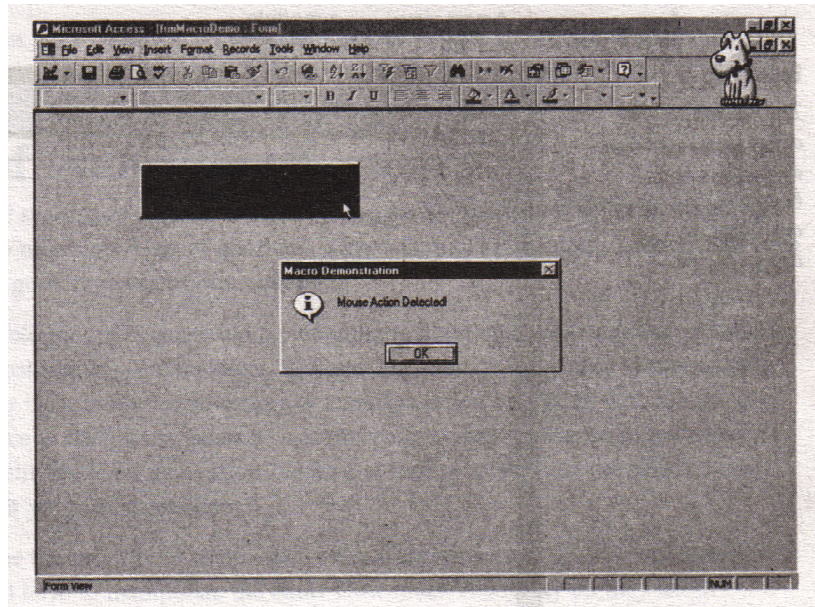 Microsoft Access - [frmMacroDemo : Form]
File Edit View Insert Format Records Tools Window Help
B I U
Macro Demonstration
Mouse Action Detected!
OK
Form View
NUM